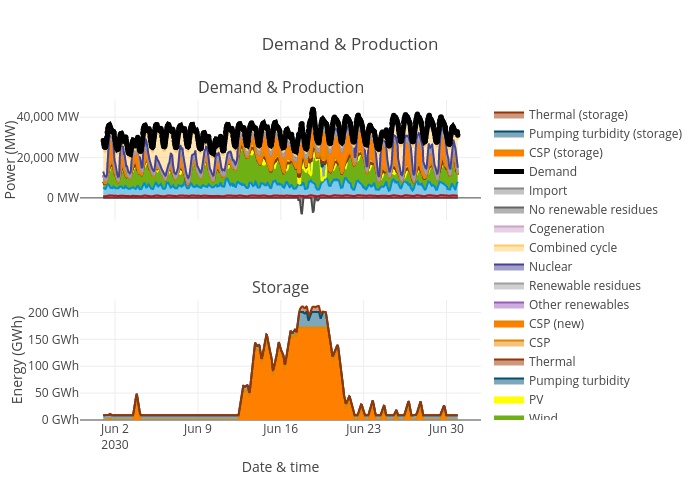 Demand & Production
Demand & Production
40,000 MW
20,000 MW
0 MW
Power (MW)
Storage
200 GWh
150 GWh
100 GWh
50 GWh
0 GWh
Energy (GWh)
Jun 2
2030
Jun 9
Jun 16
Jun 23
Jun 30
Date & time
Thermal (storage)
Pumping turbidity (storage)
CSP (storage)
Demand
Import
No renewable residues
Cogeneration
Combined cycle
Nuclear
Renewable residues
Other renewables
CSP (new)
CSP
Thermal
Pumping turbidity
PV
Wind